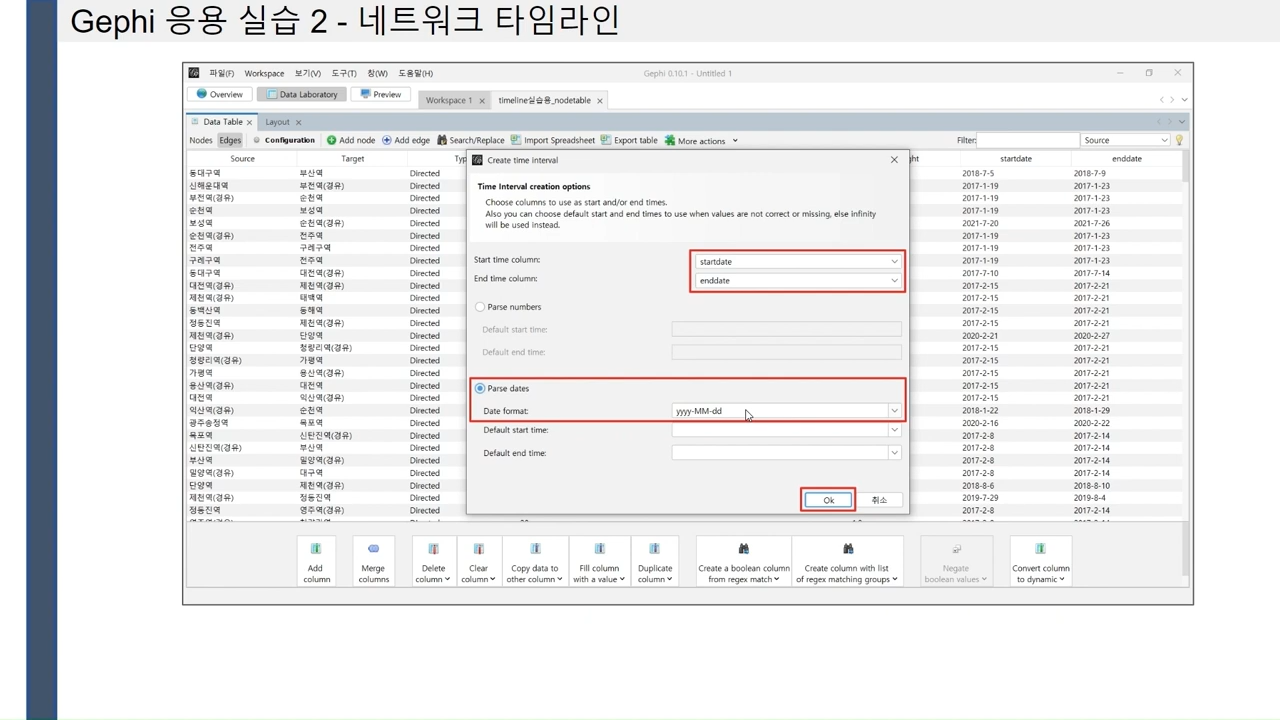 Gephi 응용 실습 2 - 네트워크 타임라인
파일(F) Workspace 보기(V) 도구(T) 창(W) 도움말(H) Gephi 0.10.1 - Untitled 1
Overview Data Laboratory Preview Workspace 1 × timeline실습용_nodetable ×
Data Table × Layout ×
Nodes Edges Configuration Add node Add edge Search/Replace Import Spreadsheet Export table More actions Filter: Source
Source Target startdate enddate
Create time interval
Time Interval creation options
Choose columns to use as start and/or end times.
Also you can choose default start and end times to use when values are not correct or missing, else infinity
will be used instead.
Start time column: startdate
End time column: enddate
Parse numbers
Default start time:
Default end time:
Parse dates
Date format: yyyy-MM-dd
Default start time:
Default end time:
Ok 취소
동대구역 부산역 Directed 2018-7-5 2018-7-9
신해운대역 부전역(경유) Directed 2017-1-19 2017-1-23
부전역(경유) 순천역 Directed 2017-1-19 2017-1-23
순천역 보성역 Directed 2017-1-19 2017-1-23
보성역 순천역(경유) Directed 2021-7-20 2021-7-26
순천역(경유) 전주역 Directed 2017-1-19 2017-1-23
전주역 구례구역 Directed 2017-1-19 2017-1-23
구례구역 전주역 Directed 2017-1-19 2017-1-23
동대구역 대전역(경유) Directed 2017-7-10 2017-7-14
대전역(경유) 제천역(경유) Directed 2017-2-15 2017-2-21
제천역(경유) 태백역 Directed 2017-2-15 2017-2-21
동백산역 동해역 Directed 2017-2-15 2017-2-21
정동진역 제천역(경유) Directed 2017-2-15 2017-2-21
제천역(경유) 단양역 Directed 2020-2-21 2020-2-27
단양역 청량리역(경유) Directed 2017-2-15 2017-2-21
청량리역(경유) 가평역 Directed 2017-2-15 2017-2-21
가평역 용산역(경유) Directed 2017-2-15 2017-2-21
용산역(경유) 대전역 Directed 2017-2-15 2017-2-21
대전역 익산역(경유) Directed 2017-2-15 2017-2-21
익산역(경유) 순천역 Directed 2018-1-22 2018-1-29
광주송정역 목포역 Directed 2020-2-16 2020-2-22
목포역 신탄진역(경유) Directed 2017-2-8 2017-2-14
신탄진역(경유) 부산역 Directed 2017-2-8 2017-2-14
부산역 밀양역(경유) Directed 2017-2-8 2017-2-14
밀양역(경유) 대구역 Directed 2017-2-8 2017-2-14
단양역 제천역(경유) Directed 2018-8-6 2018-8-10
제천역(경유) 정동진역 Directed 2019-7-29 2019-8-4
정동진역 영주역(경유) Directed 2017-2-8 2017-2-14
Add column
Merge columns
Delete column
Clear column
Copy data to other column
Fill column with a value
Duplicate column
Create a boolean column from regex match
Create column with list of regex matching groups
Negate boolean values
Convert column to dynamic